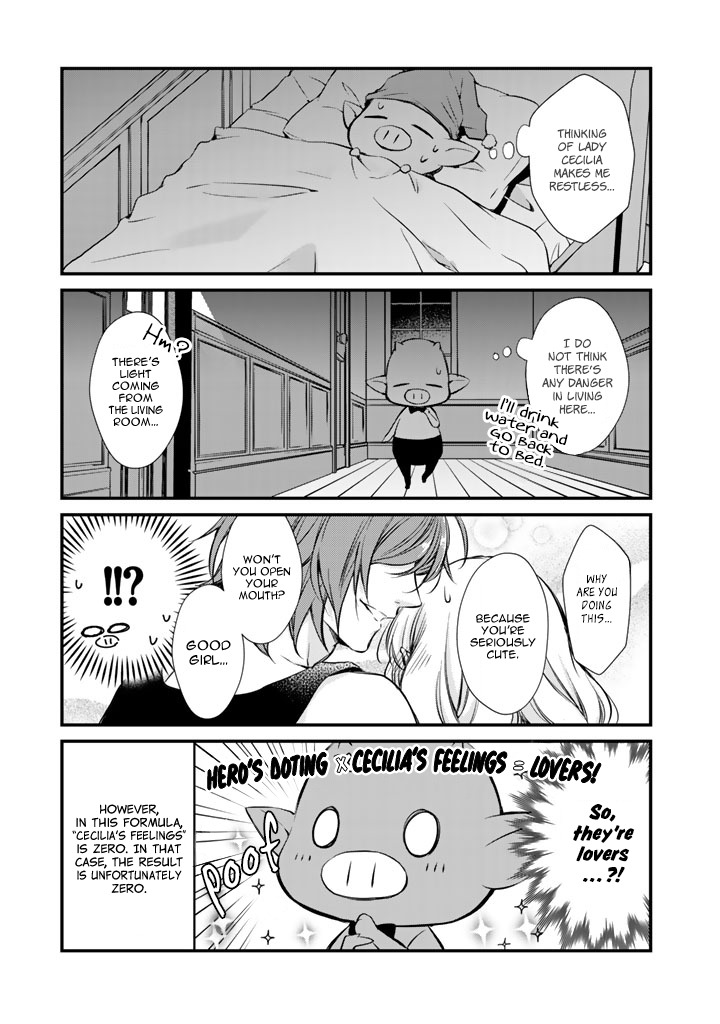 THINKING
OF LADY
CECILIA
MAKES ME
RESTLESS...
I DO
NOT THINK
THERE'S
ANY DANGER
IN LIVING
HERE...
I'll drink
water and
GO BACK
to BED.
Hm?
THERE'S
LIGHT
COMING
FROM
THE LIVING
ROOM...
WHY
ARE YOU
DOING
THIS...
BECAUSE
YOU'RE
SERIOUSLY
CUTE.
WON'T
YOU OPEN
YOUR
MOUTH?
GOOD
GIRL...
!!?
So,
they're
lovers
...?!
HERO'S DOTING × CECILIA'S FEELINGS = LOVERS!
poof
HOWEVER,
IN THIS FORMULA,
"CECILIA'S FEELINGS"
IS ZERO. IN THAT
CASE, THE RESULT
IS UNFORTUNATELY
ZERO.